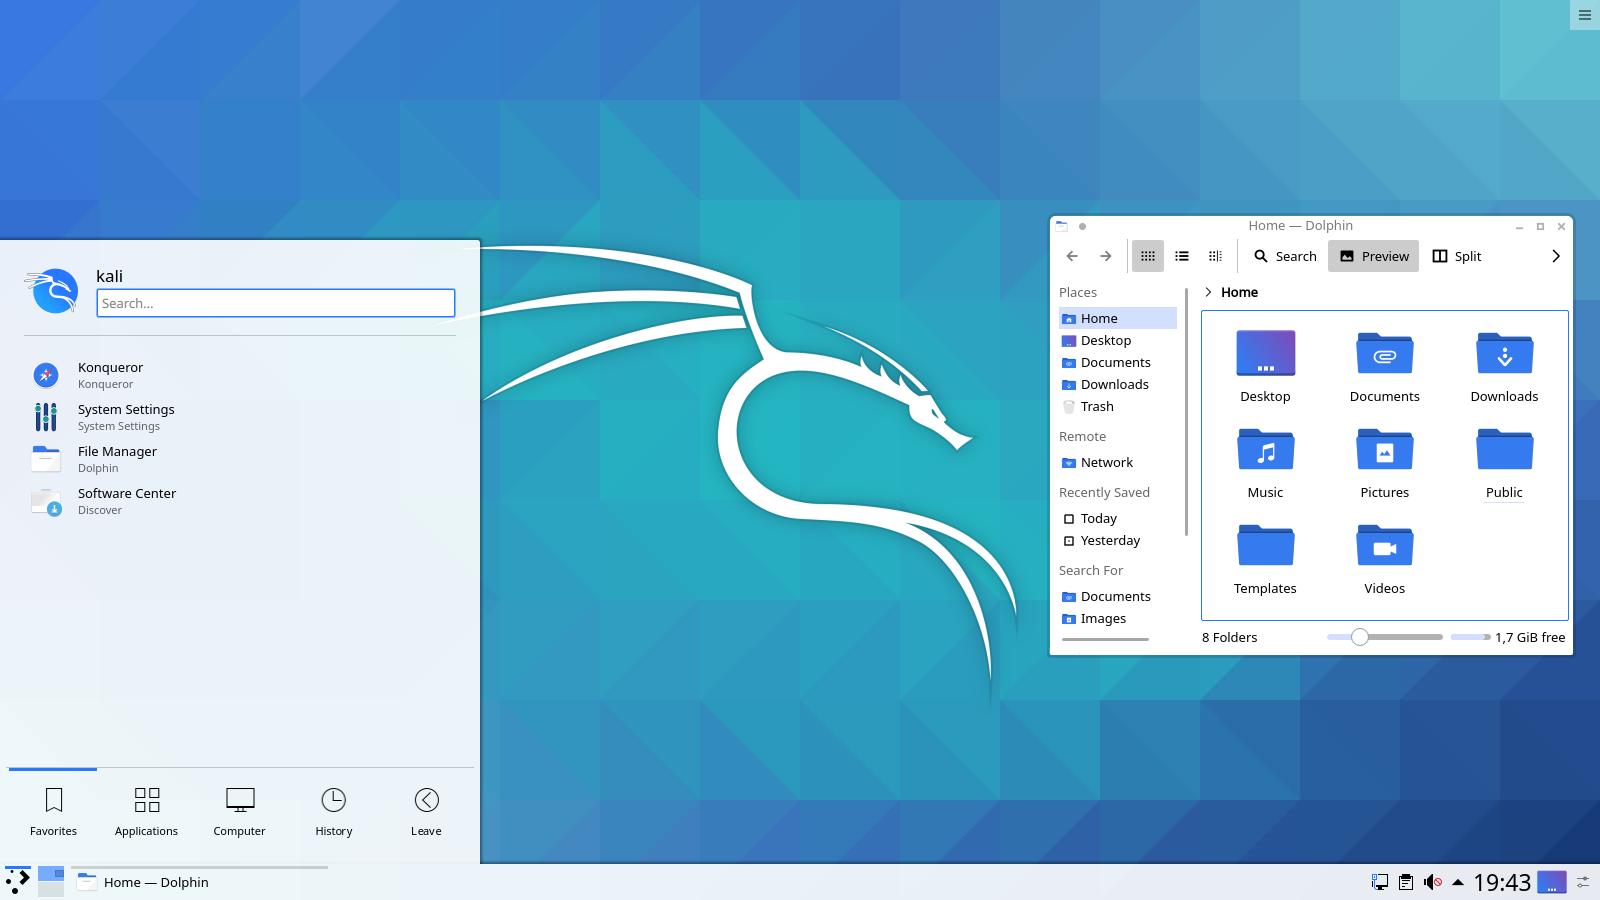 kali
Search...
Konqueror
Konqueror
System Settings
System Settings
File Manager
Dolphin
Software Center
Discover
Favorites
Applications
Computer
History
Leave
Home — Dolphin
Search
Preview
Split
Places
Home
Desktop
Documents
Downloads
Trash
Remote
Network
Recently Saved
Today
Yesterday
Search For
Documents
Images
Home
Desktop
Documents
Downloads
Music
Pictures
Public
Templates
Videos
8 Folders
1,7 GiB free
Home — Dolphin
19:43